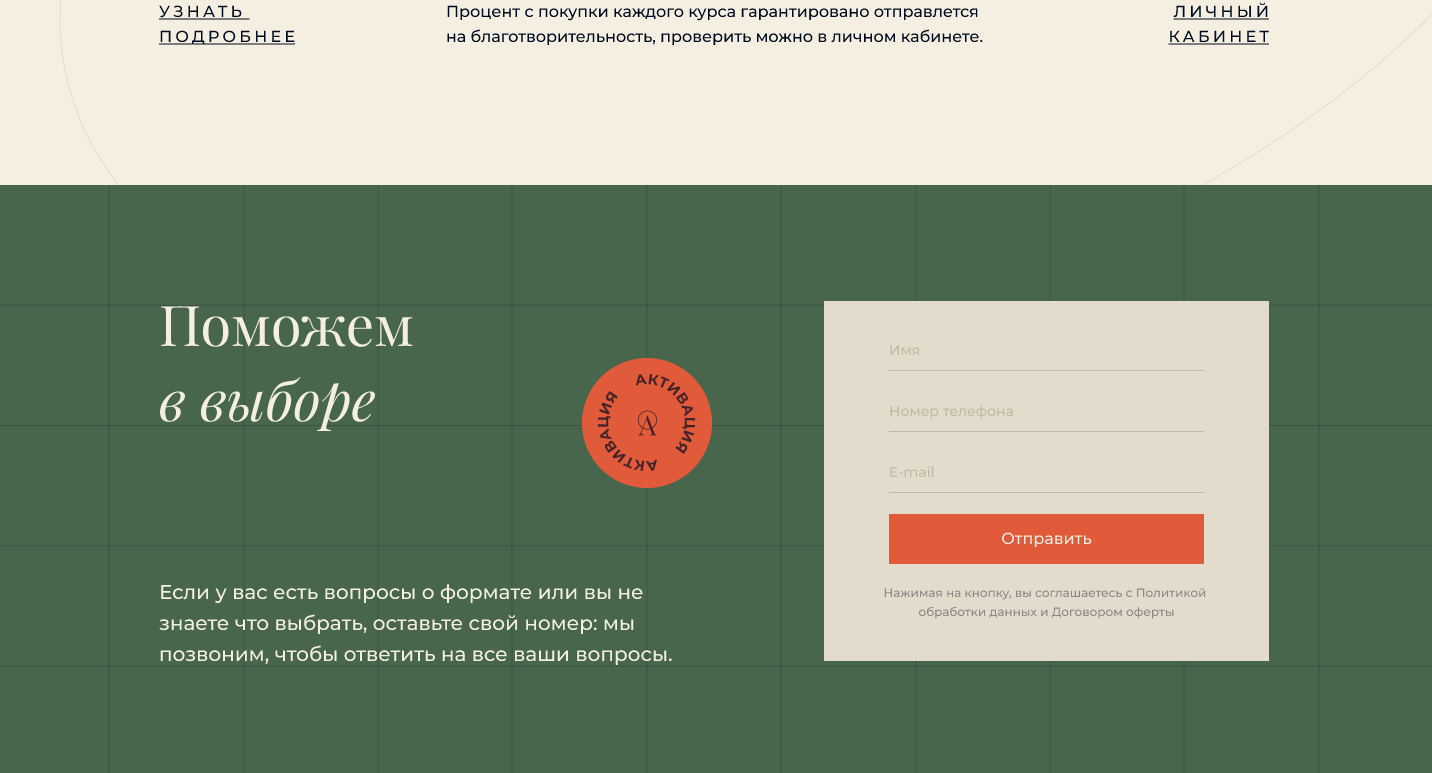 УЗНАТЬ
ПОДРОБНЕЕ
Процент с покупки каждого курса гарантировано отправлется
на благотворительность, проверить можно в личном кабинете.
ЛИЧНЫЙ
КАБИНЕТ
Поможем
в выборе
АКТИВАЦИЯ АКТИВАЦИЯ
Если у вас есть вопросы о формате или вы не
знаете что выбрать, оставьте свой номер: мы
позвоним, чтобы ответить на все ваши вопросы.
Имя
Номер телефона
E-mail
Отправить
Нажимая на кнопку, вы соглашаетесь с Политикой
обработки данных и Договором оферты